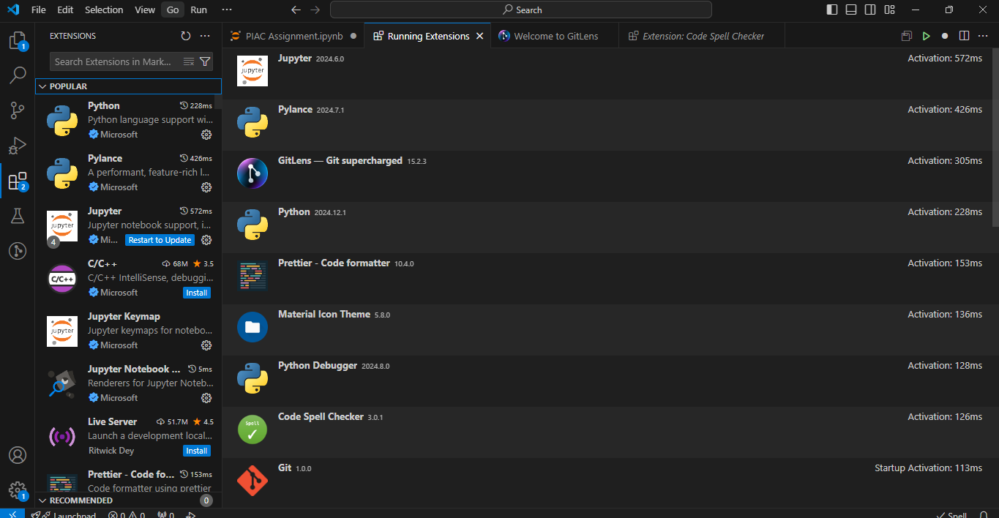 File Edit Selection View Go Run ···
Search
EXTENSIONS
Search Extensions in Mark...
POPULAR
Python 228ms
Python language support wi...
Microsoft
Pylance 426ms
A performant, feature-rich l...
Microsoft
Jupyter 572ms
Jupyter notebook support, i...
Mi... Restart to Update
4
C/C++ 68M 3.5
C/C++ IntelliSense, debuggi...
Microsoft Install
Jupyter Keymap
Jupyter keymaps for notebo...
Microsoft
Jupyter Notebook ... 5ms
Renderers for Jupyter Noteb...
Microsoft
Live Server 51.7M 4.5
Launch a development local...
Ritwick Dey Install
Prettier - Code fo... 153ms
Code formatter using prettier
RECOMMENDED 0
PIAC Assignment.ipynb
Running Extensions
Welcome to GitLens
Extension: Code Spell Checker
Jupyter 2024.6.0 Activation: 572ms
jupyter
Pylance 2024.7.1 Activation: 426ms
GitLens — Git supercharged 15.2.3 Activation: 305ms
Python 2024.12.1 Activation: 228ms
Prettier - Code formatter 10.4.0 Activation: 153ms
Material Icon Theme 5.8.0 Activation: 136ms
Python Debugger 2024.8.0 Activation: 128ms
Code Spell Checker 3.0.1 Activation: 126ms
Spell
Git 1.0.0 Startup Activation: 113ms
1
2
1
jupyter
C/C++
jupyter
Launchpad 0 0 0 Spell